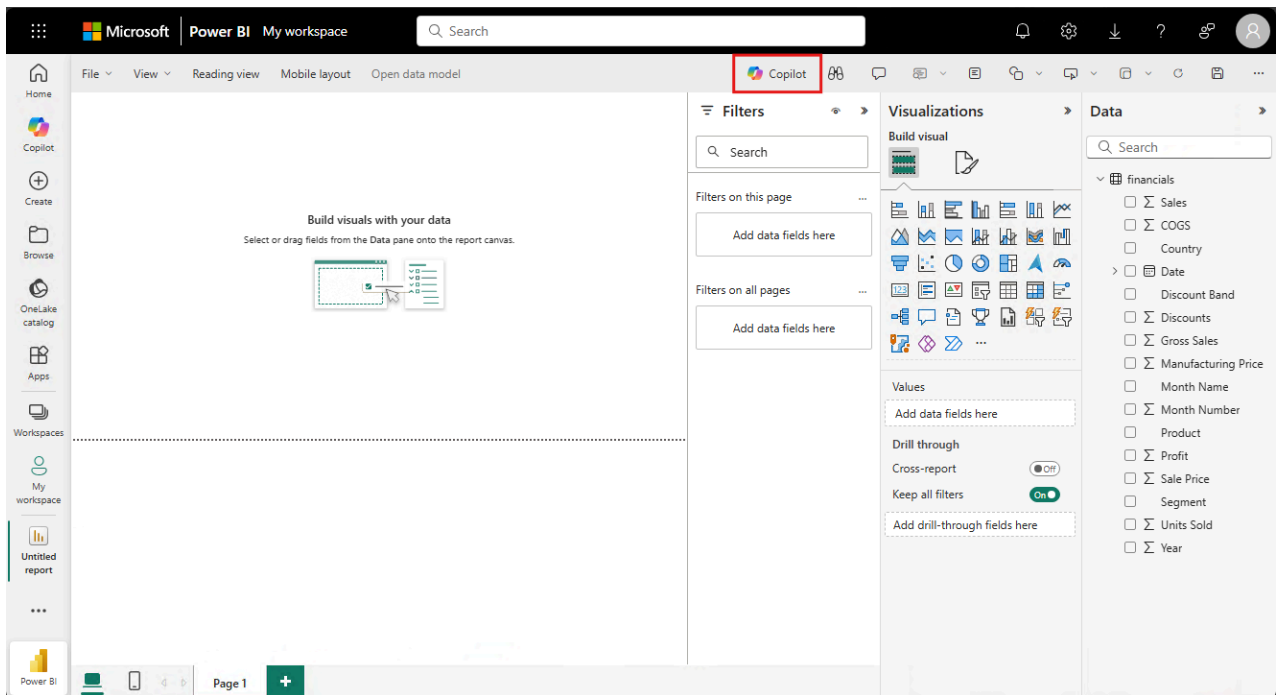 Microsoft Power BI My workspace Search
Home
Copilot
Create
Browse
OneLake
catalog
Apps
Workspaces
My
workspace
Untitled
report
Power BI
File View Reading view Mobile layout Open data model Copilot
Build visuals with your data
Select or drag fields from the Data pane onto the report canvas.
Filters
Search
Filters on this page
Add data fields here
Filters on all pages
Add data fields here
Visualizations
Build visual
123
Values
Add data fields here
Drill through
Cross-report Off
Keep all filters On
Add drill-through fields here
Data
Search
financials
Sales
COGS
Country
Date
Discount Band
Discounts
Gross Sales
Manufacturing Price
Month Name
Month Number
Product
Profit
Sale Price
Segment
Units Sold
Year
Page 1